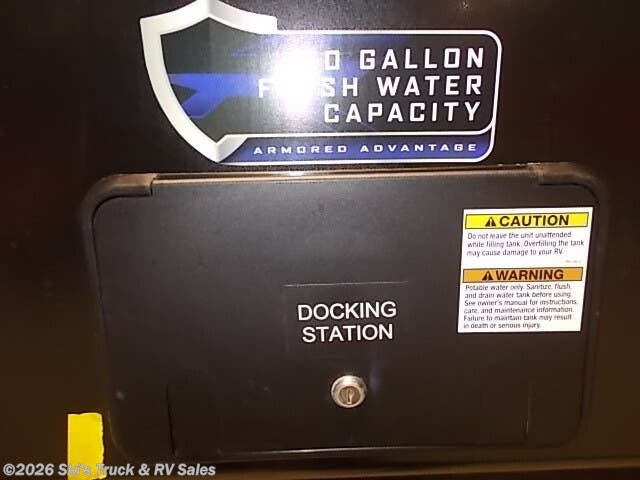 0 GALLON
WATER
CAPACITY
ARMORED ADVANTAGE
CAUTION
Do not leave the unit unattended
while filling tank. Overfilling the tank
may cause damage to your RV.
WARNING
Potable water only. Sanitize, flush,
and drain water tank before using.
See owner's manual for instructions,
care, and maintenance information.
Failure to maintain tank may result
in death or serious injury.
DOCKING
STATION
©2026 Ski's Truck & RV Sales